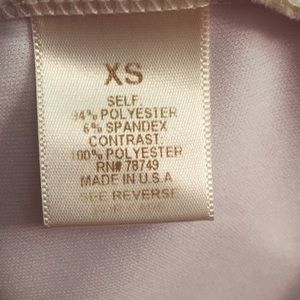 XS
SELF:
94% POLYESTER
6% SPANDEX
CONTRAST:
100% POLYESTER
RN# 78749
MADE IN U.S.A
SEE REVERSE